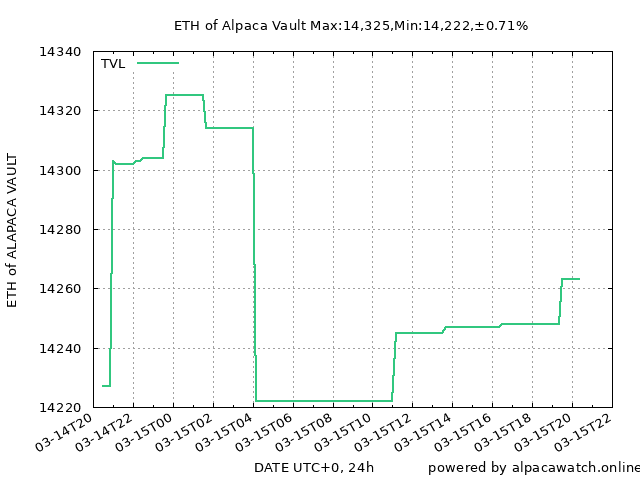 ETH of Alpaca Vault Max:14,325,Min:14,222,±0.71%
14340
TVL
14320
14300
14280
14260
14240
14220
ETH of ALAPACA VAULT
03-14T20
03-14T22
03-15T00
03-15T02
03-15T04
03-15T06
03-15T08
03-15T10
03-15T12
03-15T14
03-15T16
03-15T18
03-15T20
03-15T22
DATE UTC+0, 24h
powered by alpacawatch.online